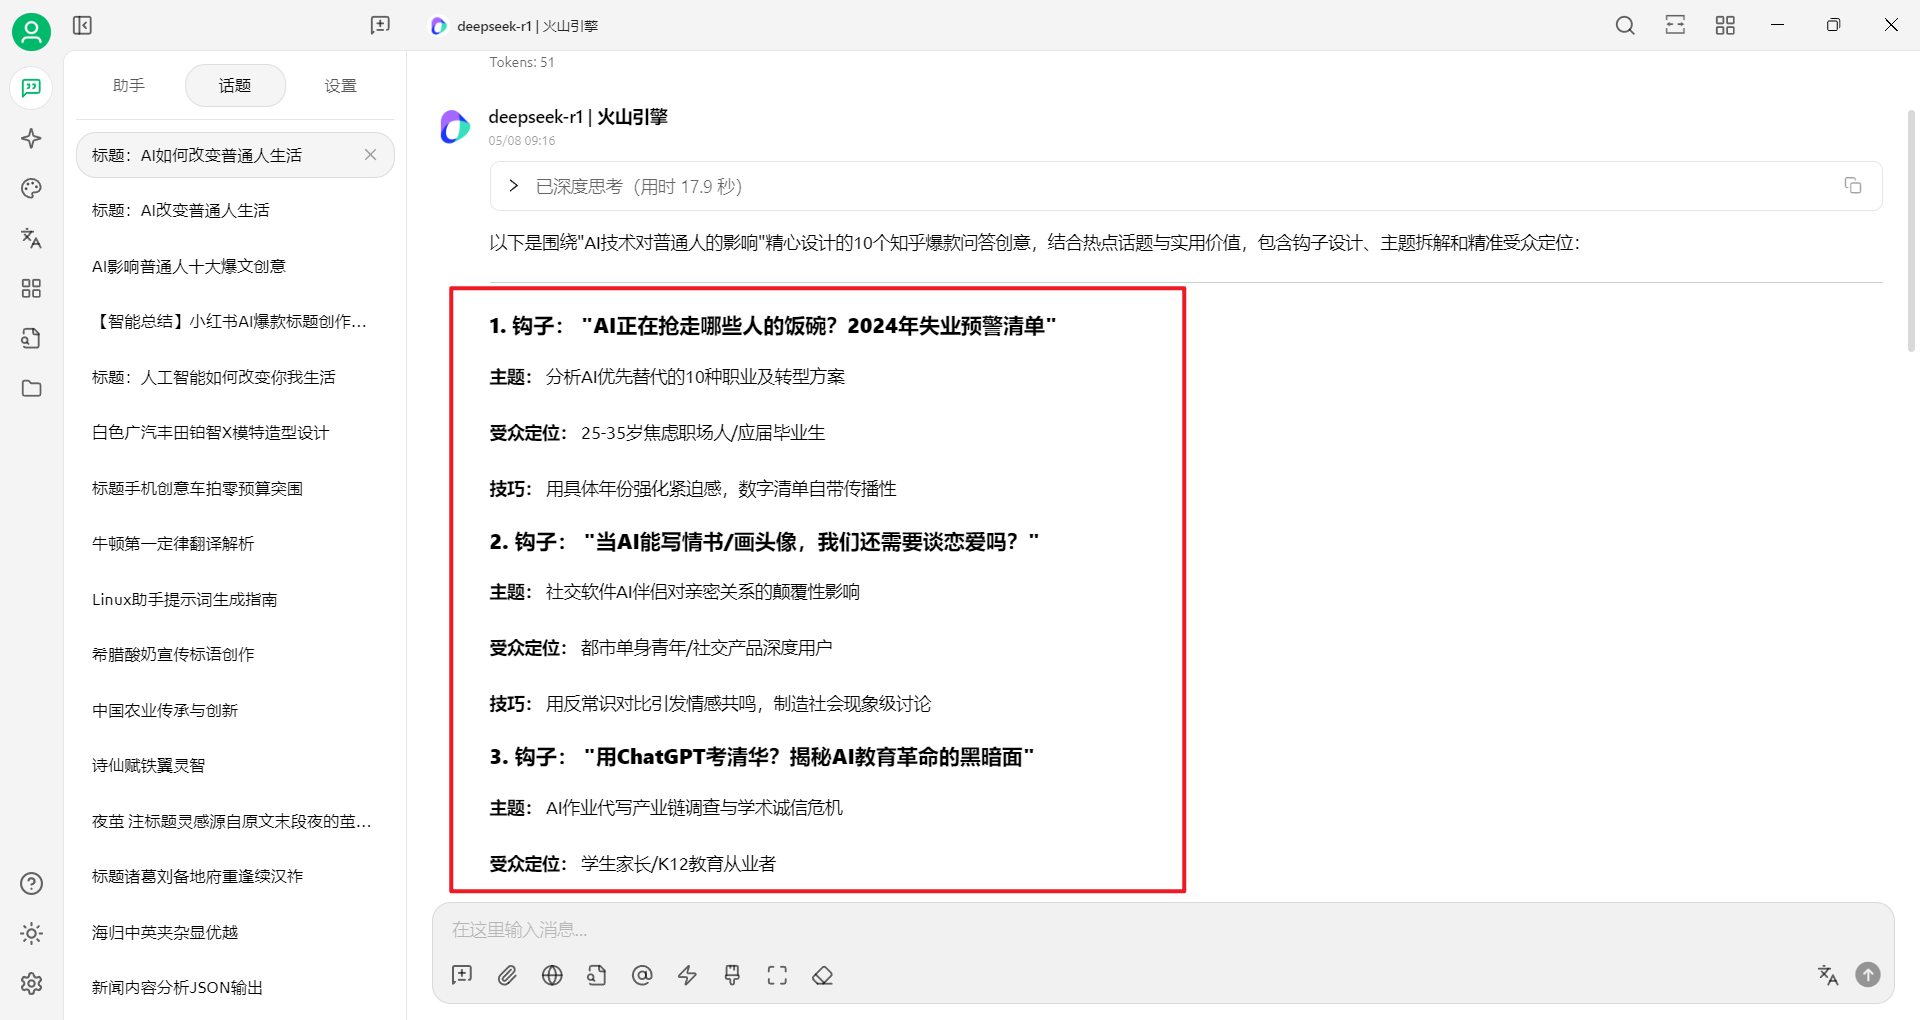 deepseek-r1 | 火山引擎
助手
话题
设置
标题：AI如何改变普通人生活
标题：AI改变普通人生活
AI影响普通人十大爆文创意
【智能总结】小红书AI爆款标题创作...
标题：人工智能如何改变你我生活
白色广汽丰田铂智X模特造型设计
标题手机创意车拍零预算突围
牛顿第一定律翻译解析
Linux助手提示词生成指南
希腊酸奶宣传标语创作
中国农业传承与创新
诗仙赋铁翼灵智
夜茧 注标题灵感源自原文末段夜的茧...
标题诸葛刘备地府重逢续汉祚
海归中英夹杂显优越
新闻内容分析JSON输出
Tokens: 51
deepseek-r1 | 火山引擎
05/08 09:16
已深度思考（用时 17.9 秒）
以下是围绕"AI技术对普通人的影响"精心设计的10个知乎爆款问答创意，结合热点话题与实用价值，包含钩子设计、主题拆解和精准受众定位：
1. 钩子： "AI正在抢走哪些人的饭碗？2024年失业预警清单"
主题： 分析AI优先替代的10种职业及转型方案
受众定位： 25-35岁焦虑职场人/应届毕业生
技巧： 用具体年份强化紧迫感，数字清单自带传播性
2. 钩子： "当AI能写情书/画头像，我们还需要谈恋爱吗？"
主题： 社交软件AI伴侣对亲密关系的颠覆性影响
受众定位： 都市单身青年/社交产品深度用户
技巧： 用反常识对比引发情感共鸣，制造社会现象级讨论
3. 钩子： "用ChatGPT考清华？揭秘AI教育革命的黑暗面"
主题： AI作业代写产业链调查与学术诚信危机
受众定位： 学生家长/K12教育从业者
在这里输入消息...